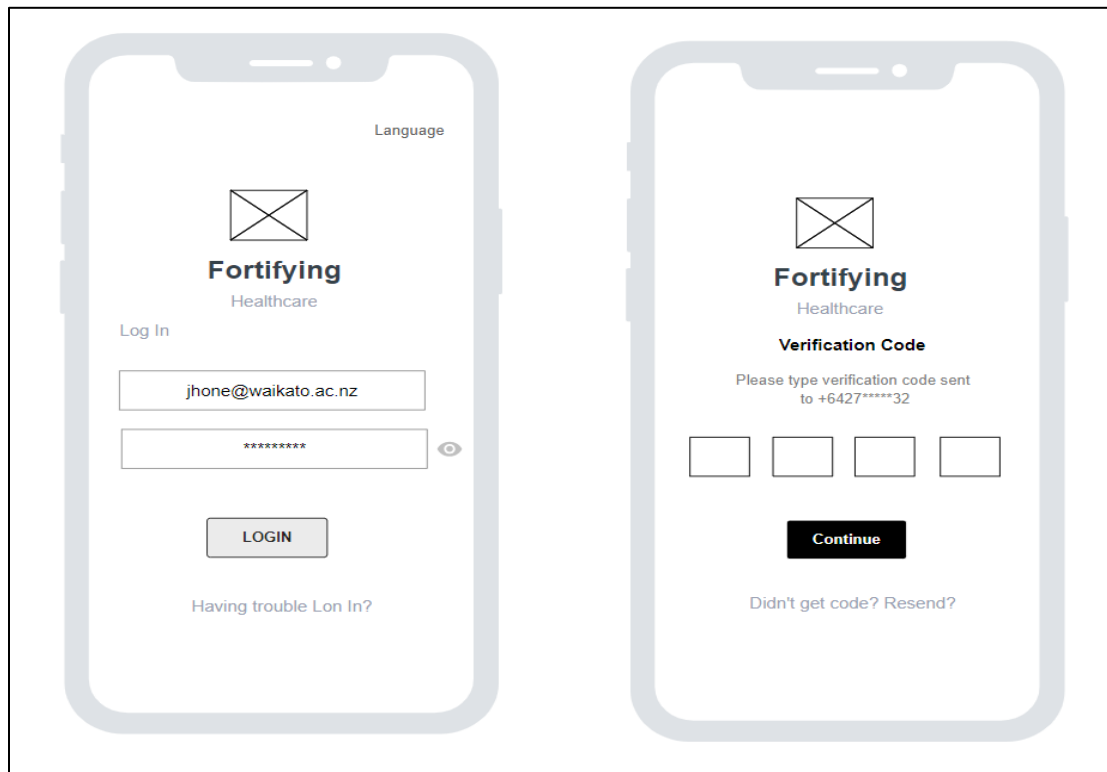 Language
Fortifying
Healthcare
Log In
jhone@waikato.ac.nz
*********
LOGIN
Having trouble Lon In?
Fortifying
Healthcare
Verification Code
Please type verification code sent
to +6427*****32
Continue
Didn't get code? Resend?